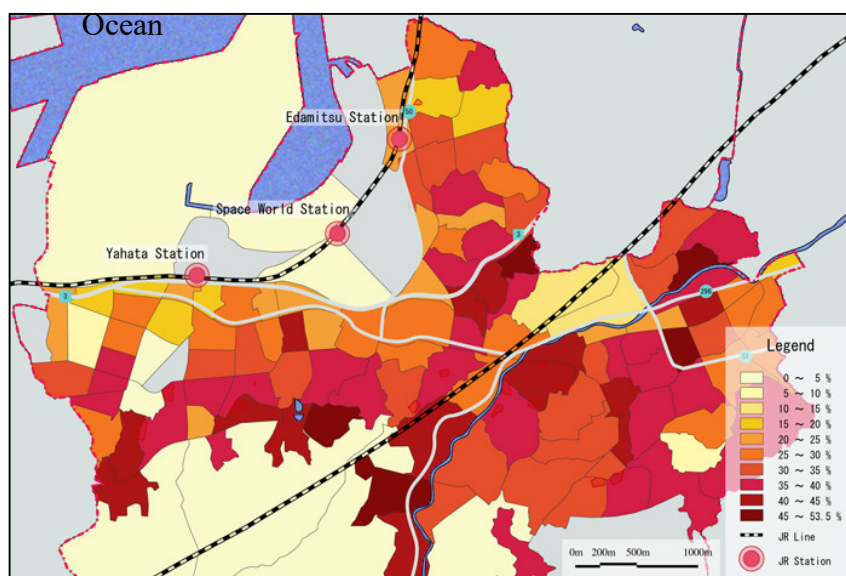 Ocean
50
Edamitsu Station
Space World Station
3
Yahata Station
3
296
Legend
51
0 ～ 5 %
5 ～ 10 %
10 ～ 15 %
15 ～ 20 %
20 ～ 25 %
25 ～ 30 %
30 ～ 35 %
35 ～ 40 %
40 ～ 45 %
45 ～ 53.5 %
JR Line
JR Station
0m 200m 500m 1000m